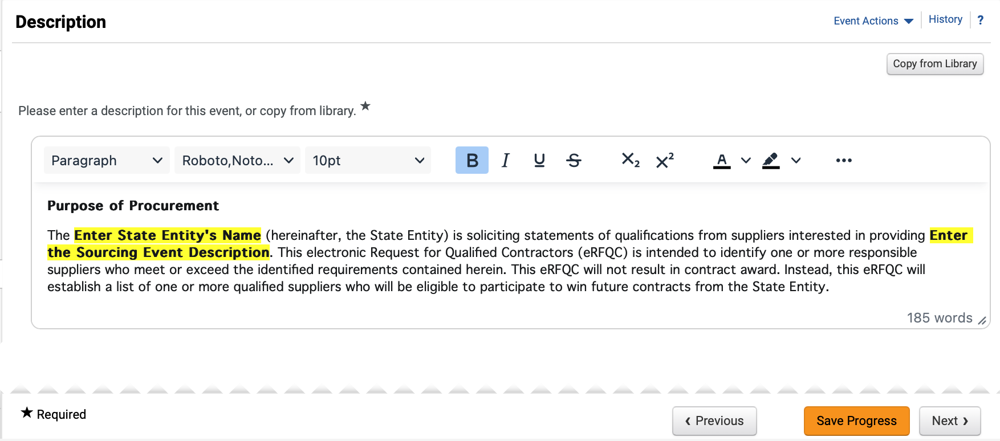 Description
Event Actions
History
?
Copy from Library
Please enter a description for this event, or copy from library. ★
Paragraph
Roboto,Noto...
10pt
B I U S X₂ X² A •••
Purpose of Procurement
The Enter State Entity's Name (hereinafter, the State Entity) is soliciting statements of qualifications from suppliers interested in providing Enter
the Sourcing Event Description. This electronic Request for Qualified Contractors (eRFQC) is intended to identify one or more responsible
suppliers who meet or exceed the identified requirements contained herein. This eRFQC will not result in contract award. Instead, this eRFQC will
establish a list of one or more qualified suppliers who will be eligible to participate to win future contracts from the State Entity.
185 words
★ Required
‹ Previous
Save Progress
Next ›